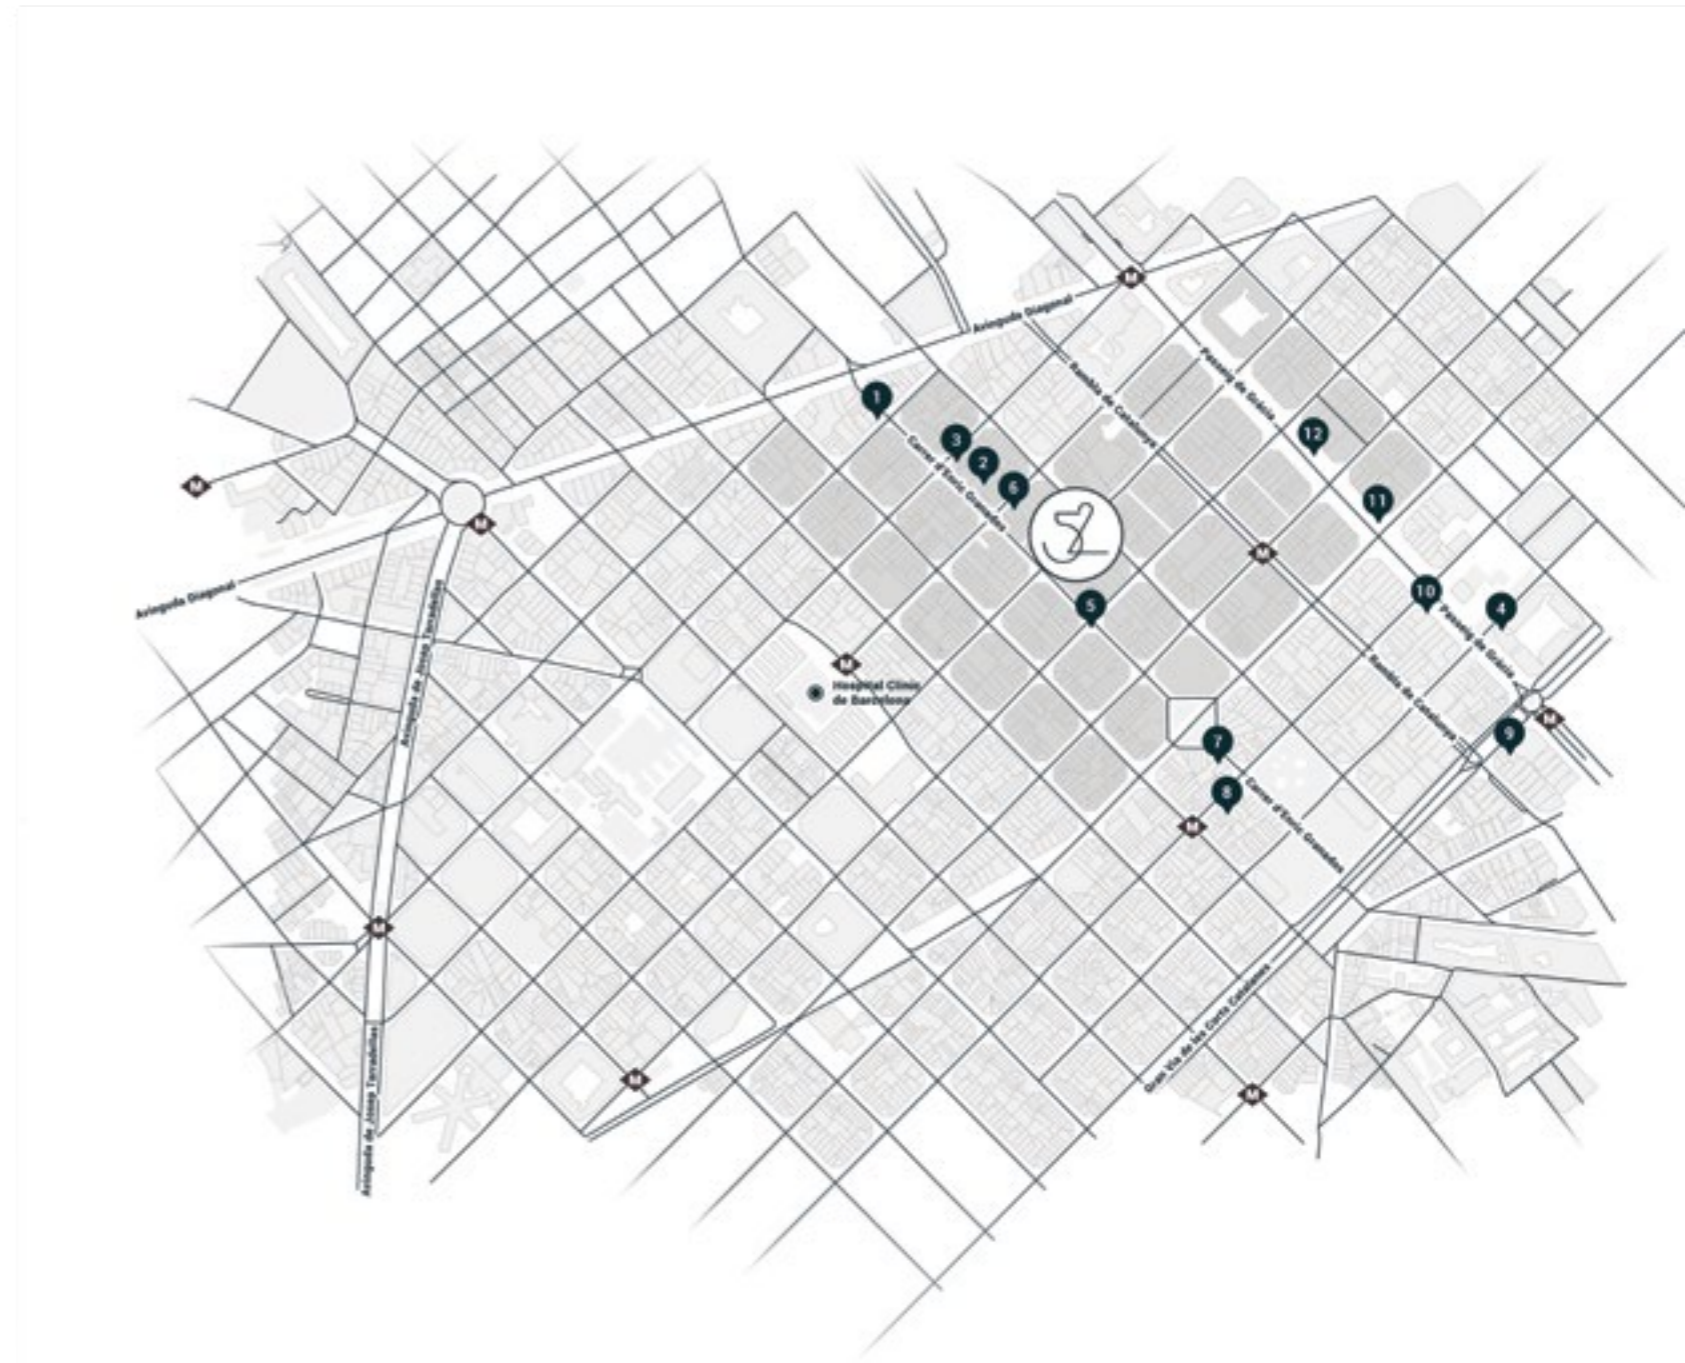 M
Avinguda Diagonal
Passeig de Gràcia
Rambla de Catalunya
1
3
2
6
12
11
Carrer d'Enric Granados
M
M
M
10
4
5
Avinguda Diagonal
Avinguda de Josep Tarradellas
Passeig de Gràcia
Rambla de Catalunya
M
Hospital Clínic
de Barcelona
9
M
7
8
M
Carrer d'Enric Granados
M
Gran Via de les Corts Catalanes
M
M
Avinguda de Josep Tarradellas